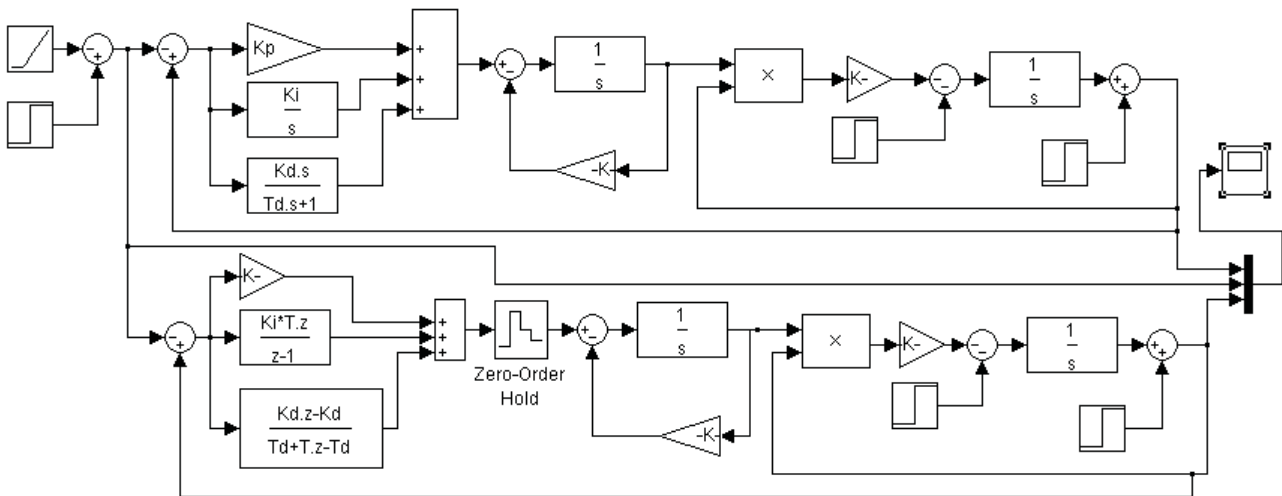 Kp
+
+
+
Ki
s
Kd.s
Td.s+1
+
-
1
s
-K-
×
K-
-
-
1
s
+
+
-
+
-
+
K-
Ki*T.z
z-1
Kd.z-Kd
Td+T.z-Td
+
+
+
Zero-Order
Hold
-
+
+
-
1
s
-K-
×
K-
-
-
1
s
+
+